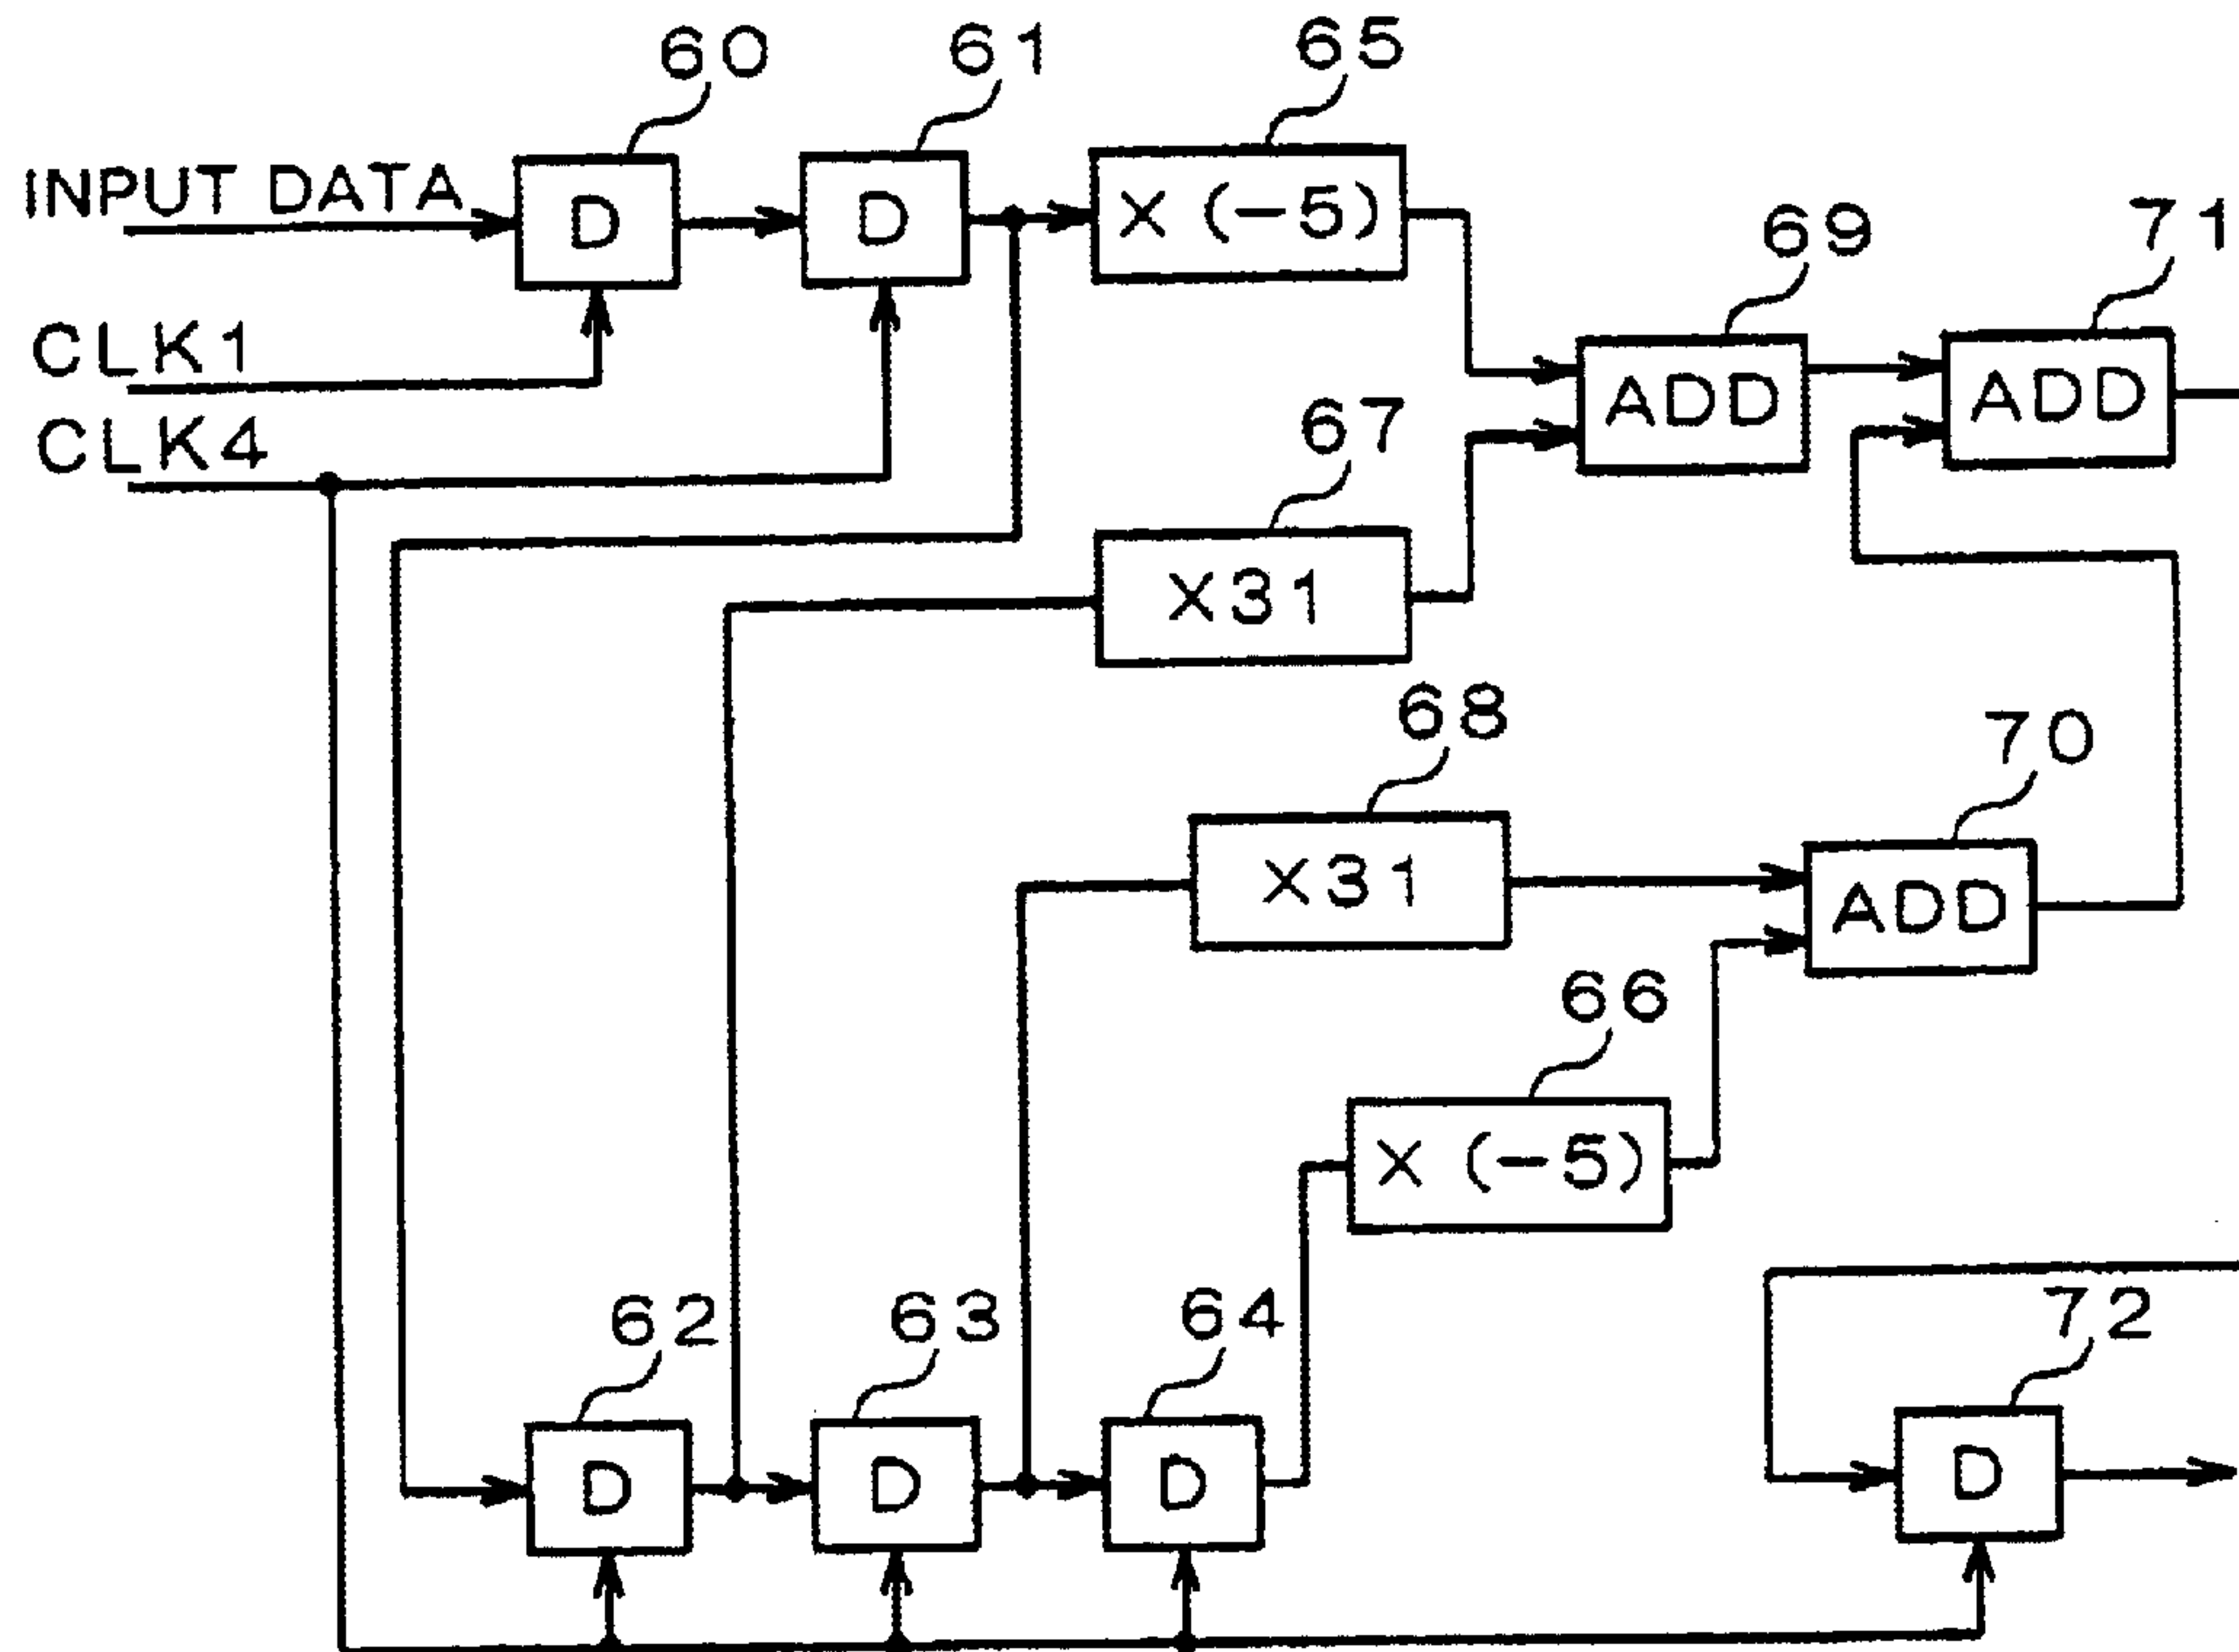 60
61
65
INPUT DATA
D
D
X (-5)
69
71
CLK1
ADD
ADD
CLK4
67
X31
68
70
X31
ADD
66
X (-5)
62
63
64
72
D
D
D
D